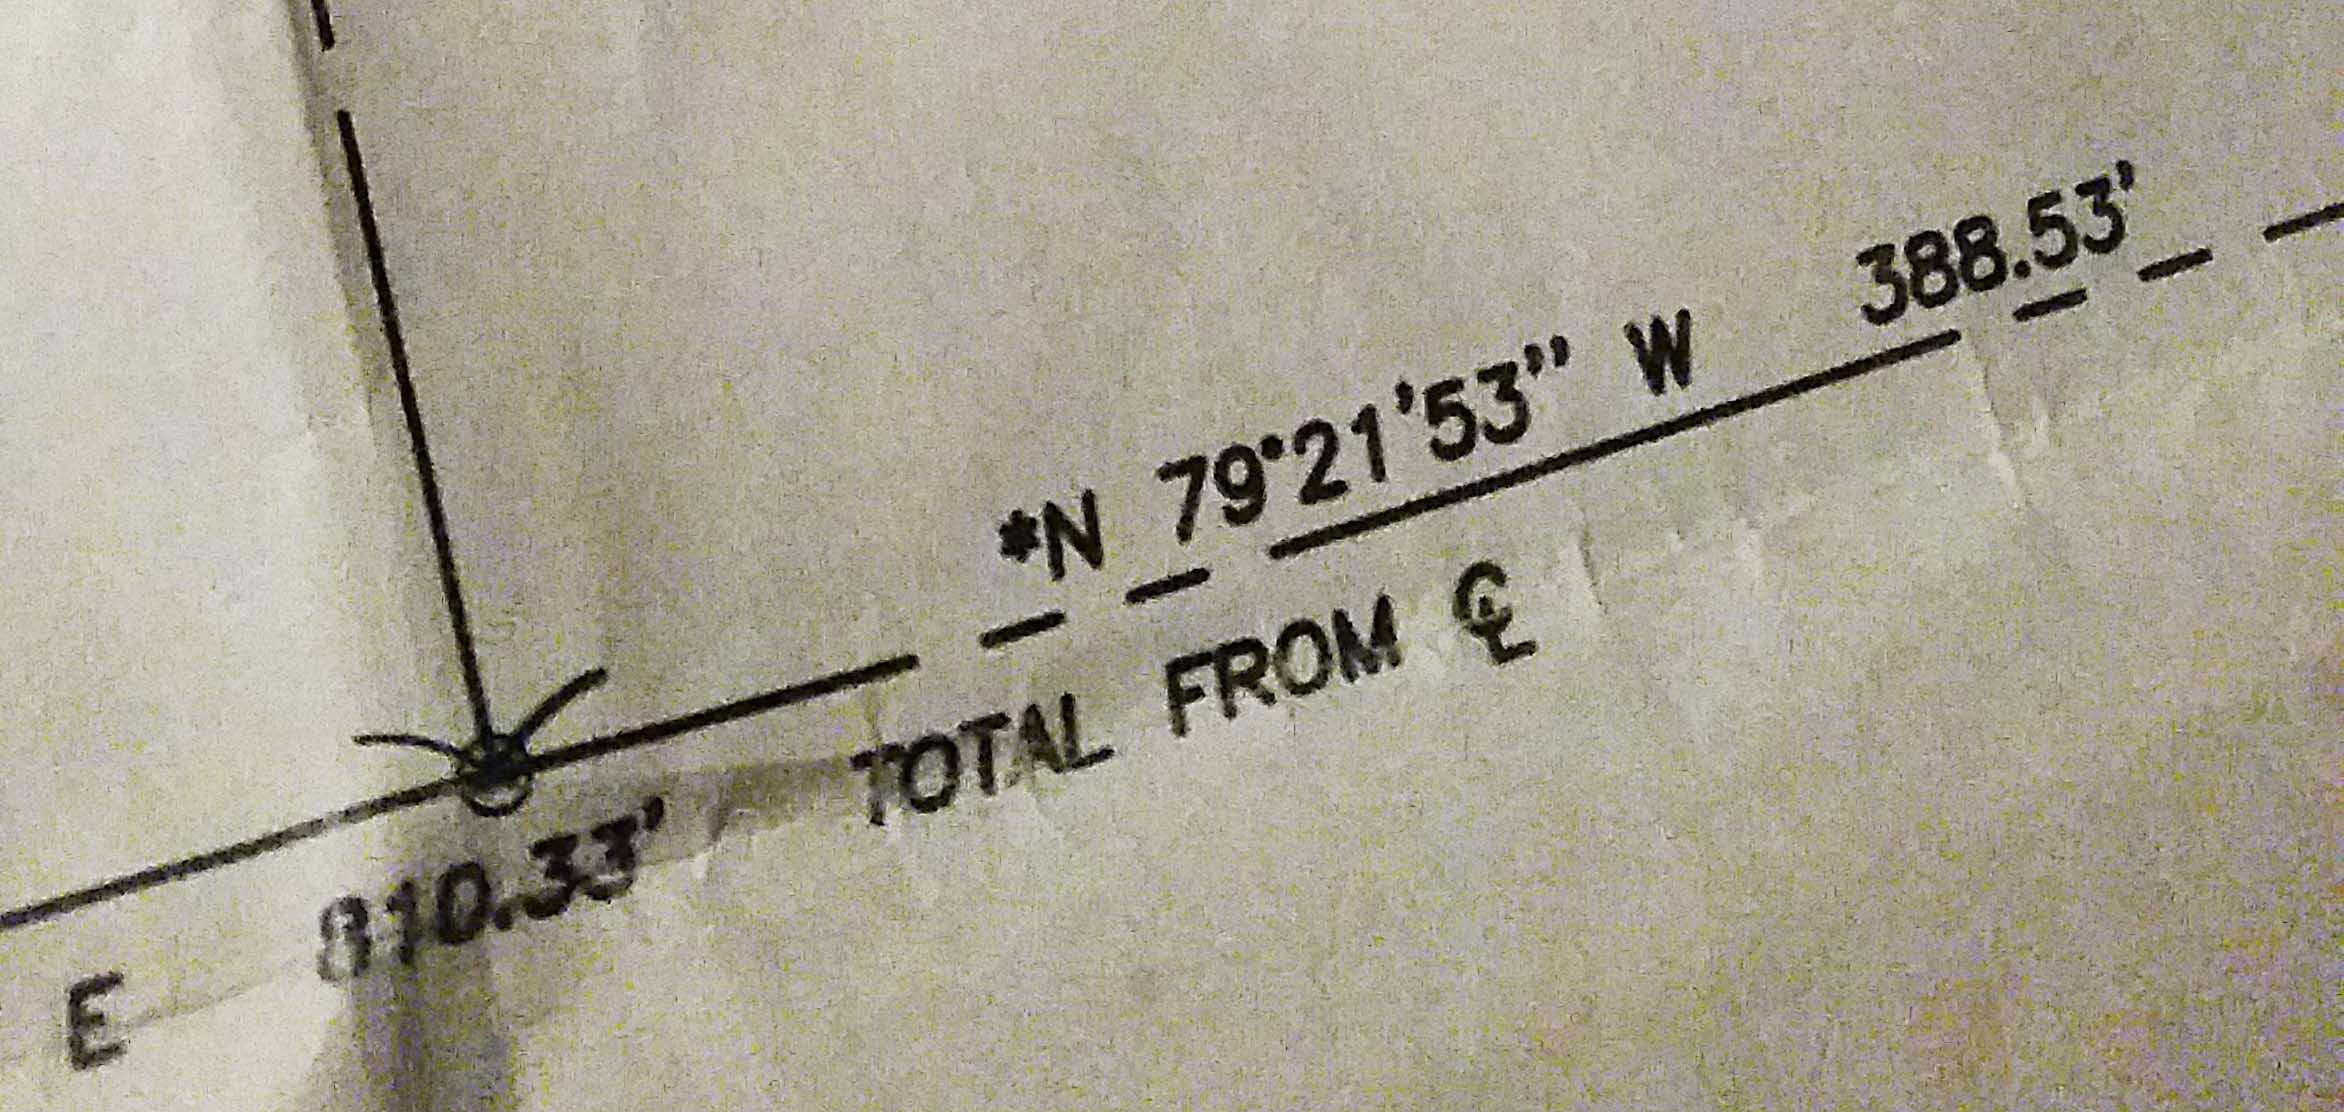 *N 79°21'53" W 388.53'
E 810.33' TOTAL FROM ℄